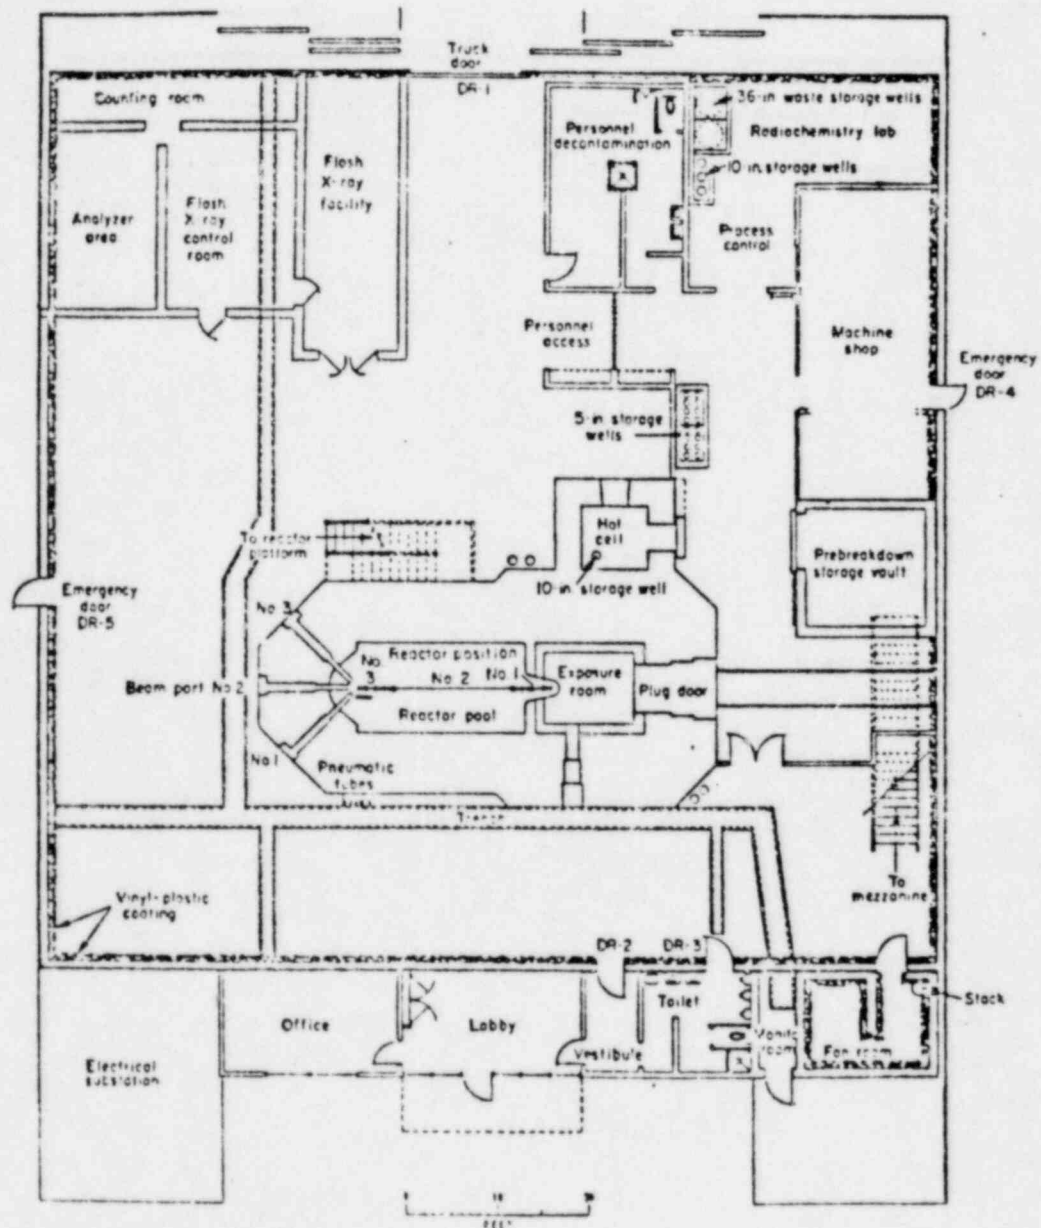 Truck
door
DR-1
Counting room
36-in waste storage wells
Personnel
decontamination
Radiochemistry lab
Flash
X-ray
facility
10-in. storage wells
X
Analyzer
area
Flash
X-ray
control
room
Process
control
Personnel
access
Machine
shop
Emergency
door
DR-4
5-in storage
wells
To reactor
platform
Hot
cell
Prebreakdown
storage vault
10-in storage well
Emergency
door
DR-5
No. 3
Reactor position
No.
3
No. 2
No. 1
Exposure
room
Plug door
Beam port No. 2
Reactor pool
No. 1
Pneumatic
tubes
Trench
To
mezzanine
Vinyl-plastic
coating
DR-2
DR-3
Stack
Office
Lobby
Toilet
Vestibule
room
Fan room
Electrical
substation
FEET